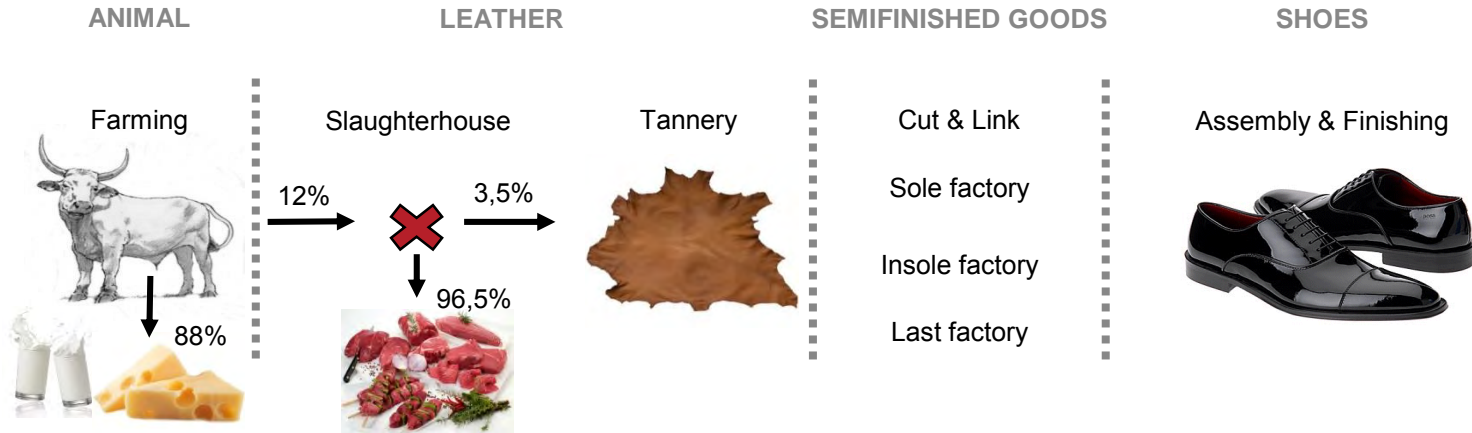 ANIMAL
LEATHER
SEMIFINISHED GOODS
SHOES
Farming
Slaughterhouse
Tannery
Cut & Link
Assembly & Finishing
12%
3,5%
Sole factory
Insole factory
96,5%
88%
Last factory